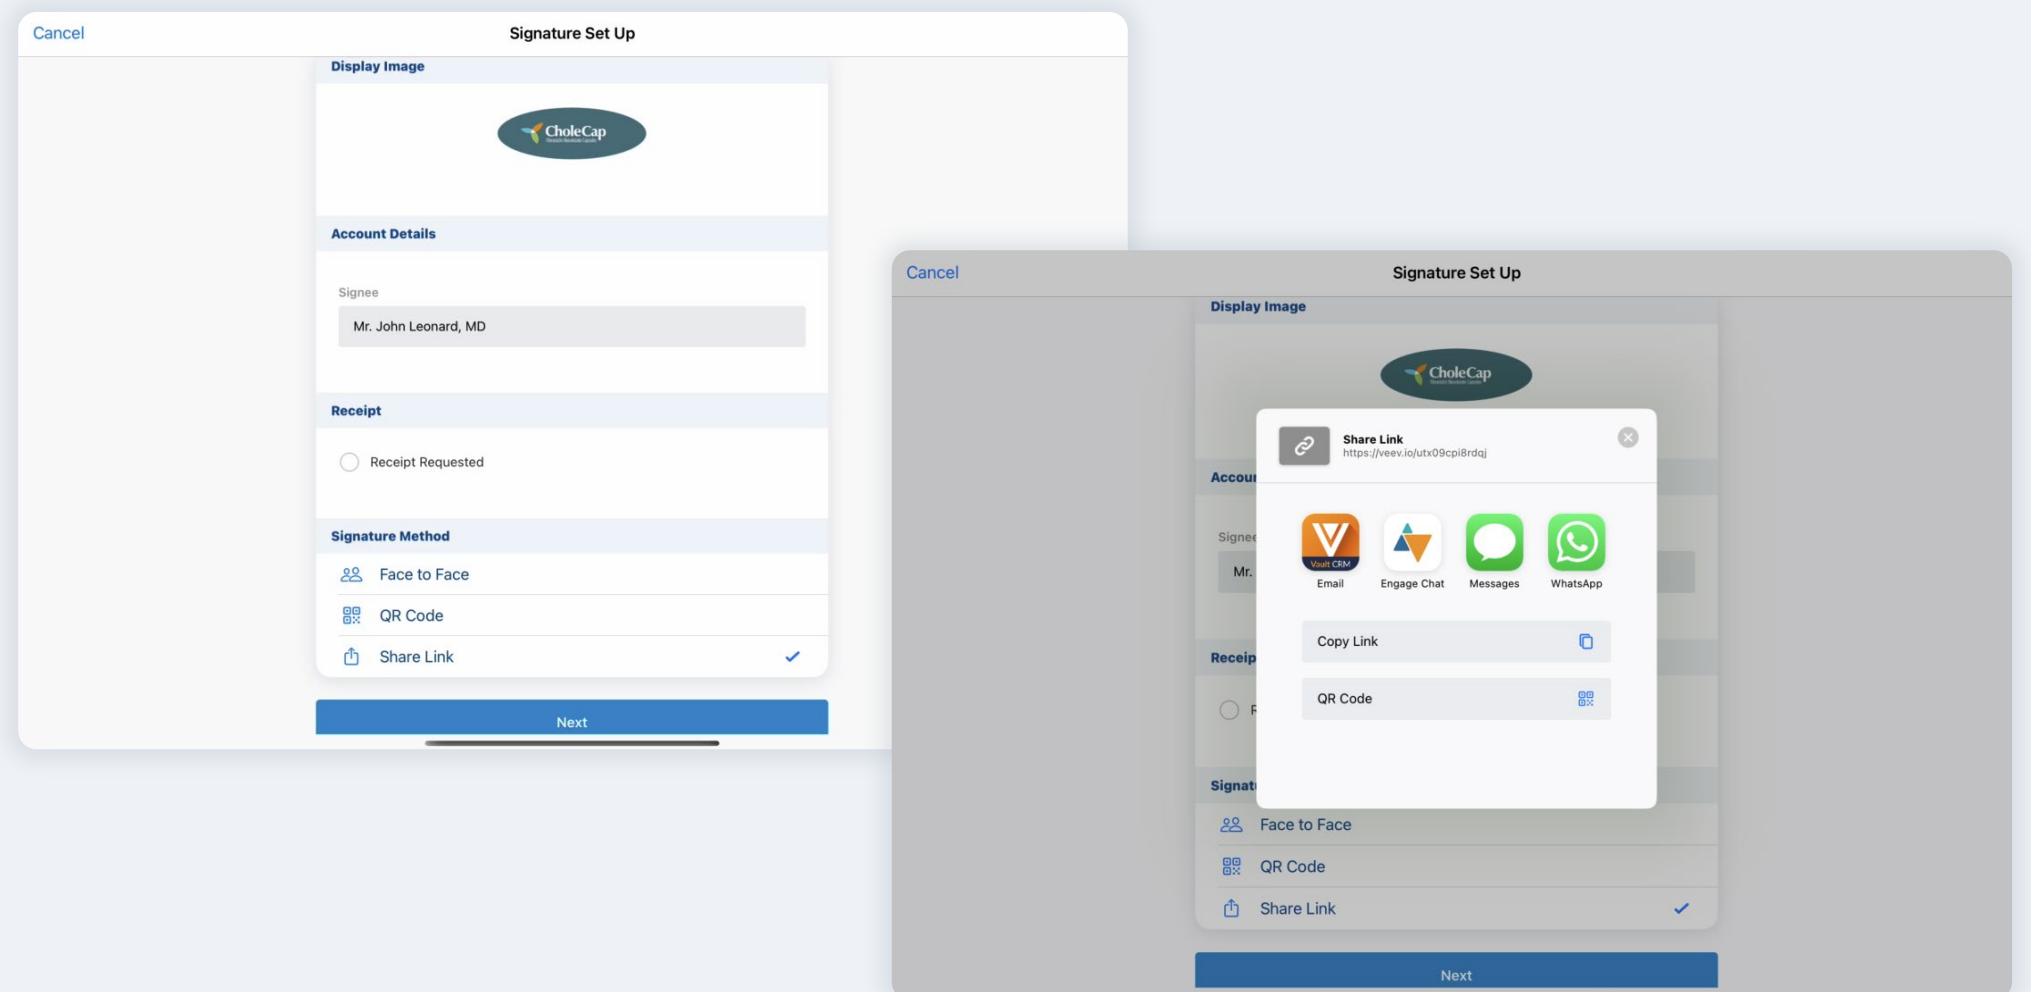 Cancel
Signature Set Up
Display Image
CholeCap
Account Details
Signee
Mr. John Leonard, MD
Receipt
Receipt Requested
Signature Method
Face to Face
QR Code
Share Link
Next
Cancel
Signature Set Up
Display Image
CholeCap
Share Link
https://veev.io/utx09cpi8rdqj
Accou
Vault CRM
Email
Engage Chat
Messages
WhatsApp
Signee
Mr.
Copy Link
Receip
QR Code
Signat
Face to Face
QR Code
Share Link
Next